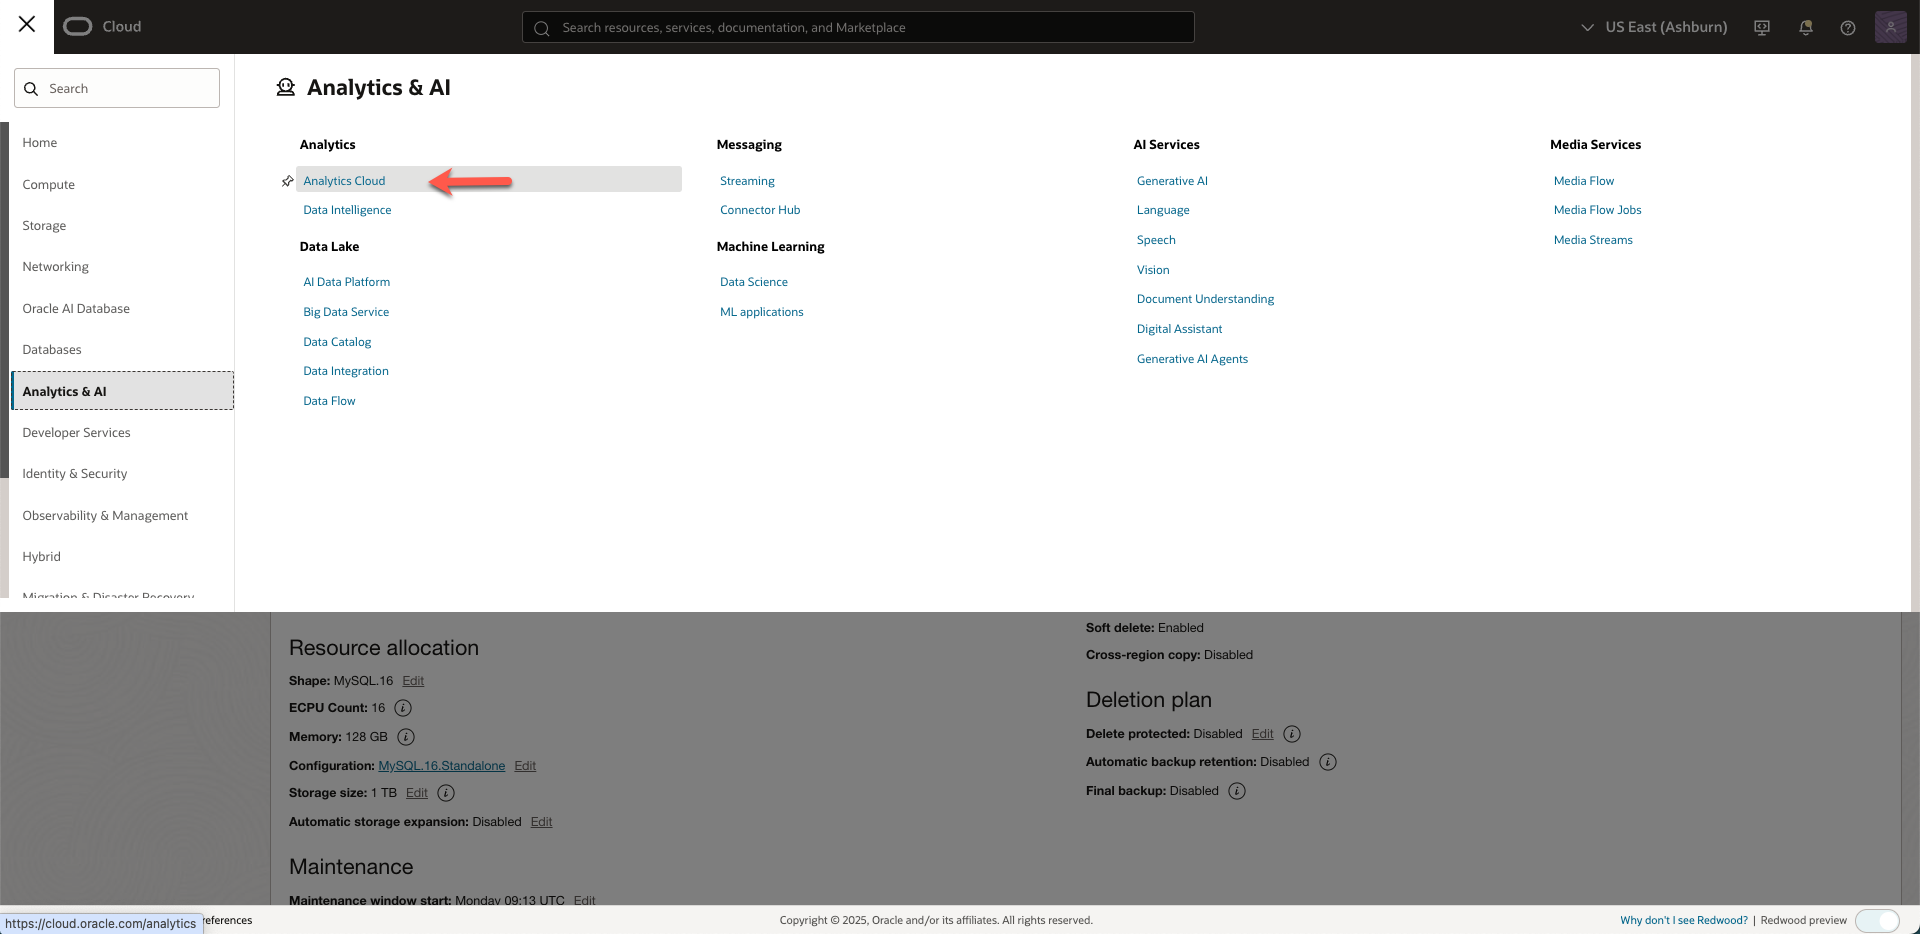 Cloud
Search resources, services, documentation, and Marketplace
US East (Ashburn)
Search
Home
Compute
Storage
Networking
Oracle AI Database
Databases
Analytics & AI
Developer Services
Identity & Security
Observability & Management
Hybrid
Migration & Disaster Recovery
Analytics & AI
Analytics
Analytics Cloud
Data Intelligence
Data Lake
AI Data Platform
Big Data Service
Data Catalog
Data Integration
Data Flow
Messaging
Streaming
Connector Hub
Machine Learning
Data Science
ML applications
AI Services
Generative AI
Language
Speech
Vision
Document Understanding
Digital Assistant
Generative AI Agents
Media Services
Media Flow
Media Flow Jobs
Media Streams
Resource allocation
Shape: MySQL.16 Edit
ECPU Count: 16
Memory: 128 GB
Configuration: MySQL.16.Standalone Edit
Storage size: 1 TB Edit
Automatic storage expansion: Disabled Edit
Maintenance
Maintenance window start: Monday 09:13 UTC Edit
Soft delete: Enabled
Cross-region copy: Disabled
Deletion plan
Delete protected: Disabled Edit
Automatic backup retention: Disabled
Final backup: Disabled
https://cloud.oracle.com/analytics
references
Copyright © 2025, Oracle and/or its affiliates. All rights reserved.
Why don't I see Redwood? | Redwood preview